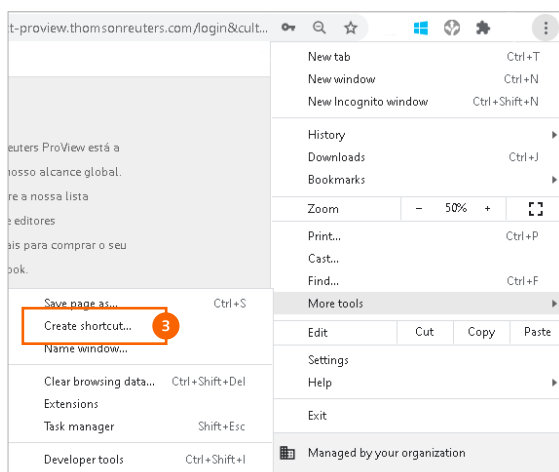 t-proview.thomsonreuters.com/login&cult...
New tab Ctrl+T
New window Ctrl+N
New Incognito window Ctrl+Shift+N
History
Downloads Ctrl+J
Bookmarks
Zoom − 50% +
Print... Ctrl+P
Cast...
Find... Ctrl+F
More tools
Edit Cut Copy Paste
Settings
Help
Exit
Managed by your organization
euters ProView está a
nosso alcance global.
re a nossa lista
e editores
ais para comprar o seu
ook.
Save page as... Ctrl+S
Create shortcut... 3
Name window...
Clear browsing data... Ctrl+Shift+Del
Extensions
Task manager Shift+Esc
Developer tools Ctrl+Shift+I